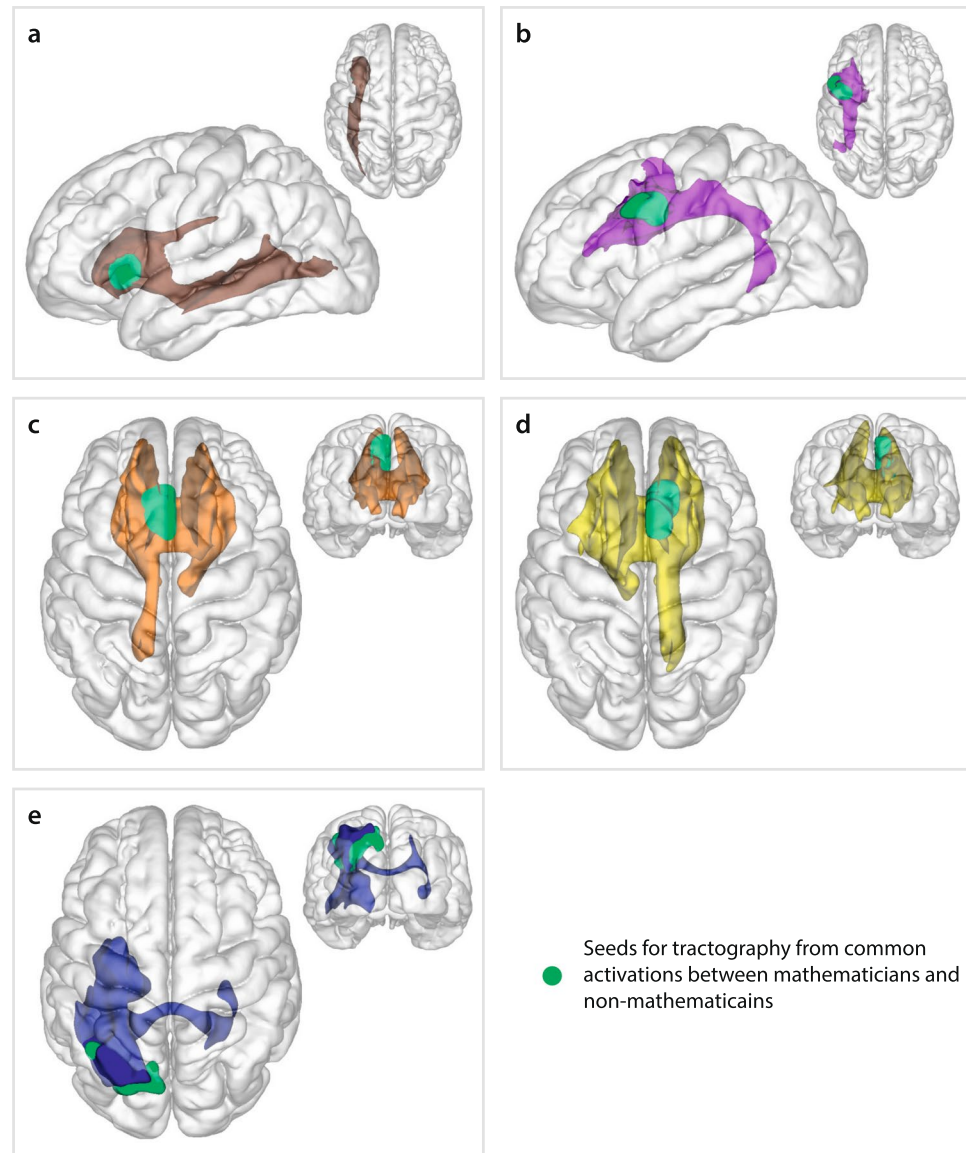 a
b
c
d
e
Seeds for tractography from common
activations between mathematicians and
non-mathematicains